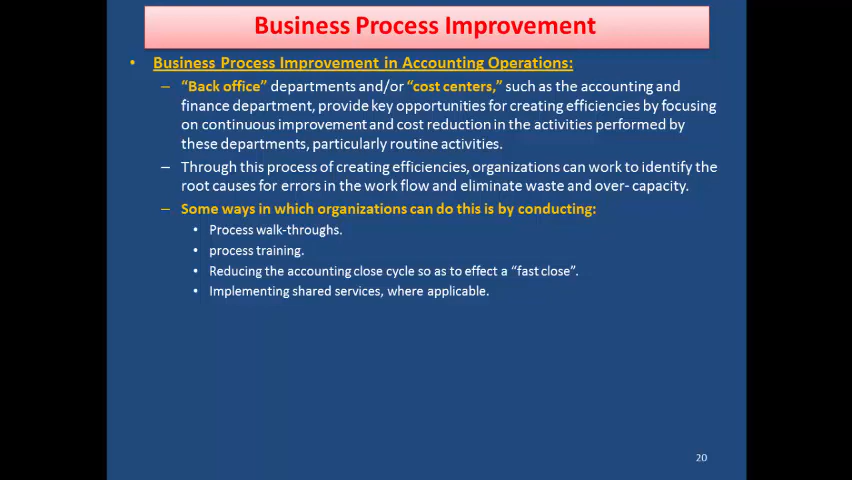 Business Process Improvement
• Business Process Improvement in Accounting Operations:
– “Back office” departments and/or “cost centers,” such as the accounting and
finance department, provide key opportunities for creating efficiencies by focusing
on continuous improvement and cost reduction in the activities performed by
these departments, particularly routine activities.
– Through this process of creating efficiencies, organizations can work to identify the
root causes for errors in the work flow and eliminate waste and over- capacity.
– Some ways in which organizations can do this is by conducting:
• Process walk-throughs.
• process training.
• Reducing the accounting close cycle so as to effect a “fast close”.
• Implementing shared services, where applicable.
20